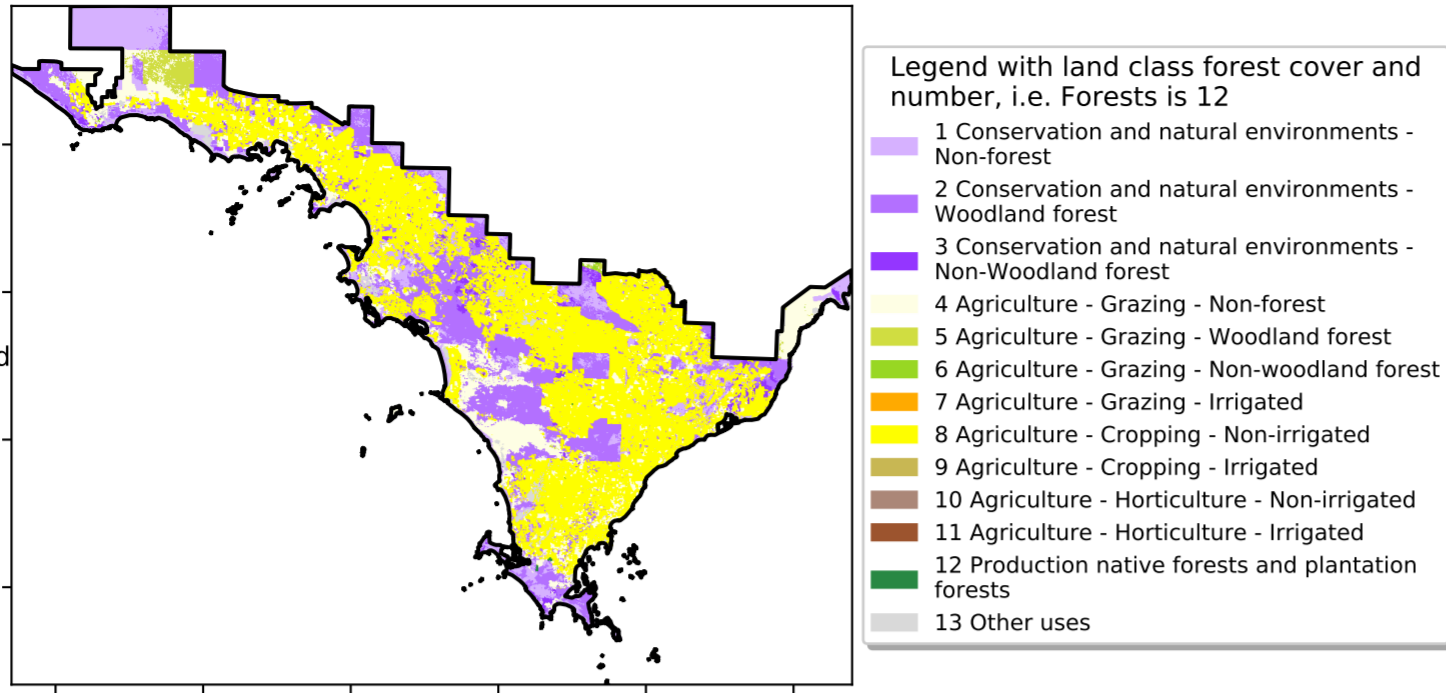 d
Legend with land class forest cover and
number, i.e. Forests is 12
1 Conservation and natural environments -
Non-forest
2 Conservation and natural environments -
Woodland forest
3 Conservation and natural environments -
Non-Woodland forest
4 Agriculture - Grazing - Non-forest
5 Agriculture - Grazing - Woodland forest
6 Agriculture - Grazing - Non-woodland forest
7 Agriculture - Grazing - Irrigated
8 Agriculture - Cropping - Non-irrigated
9 Agriculture - Cropping - Irrigated
10 Agriculture - Horticulture - Non-irrigated
11 Agriculture - Horticulture - Irrigated
12 Production native forests and plantation
forests
13 Other uses